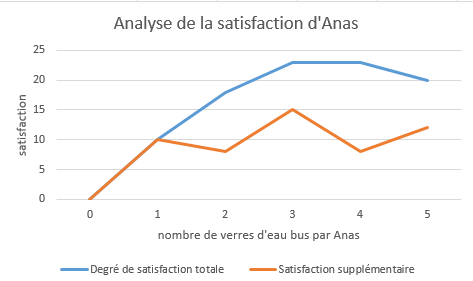 Analyse de la satisfaction d'Anas
25
20
15
10
5
0
satisfaction
0 1 2 3 4 5
nombre de verres d'eau bus par Anas
Degré de satisfaction totale
Satisfaction supplémentaire